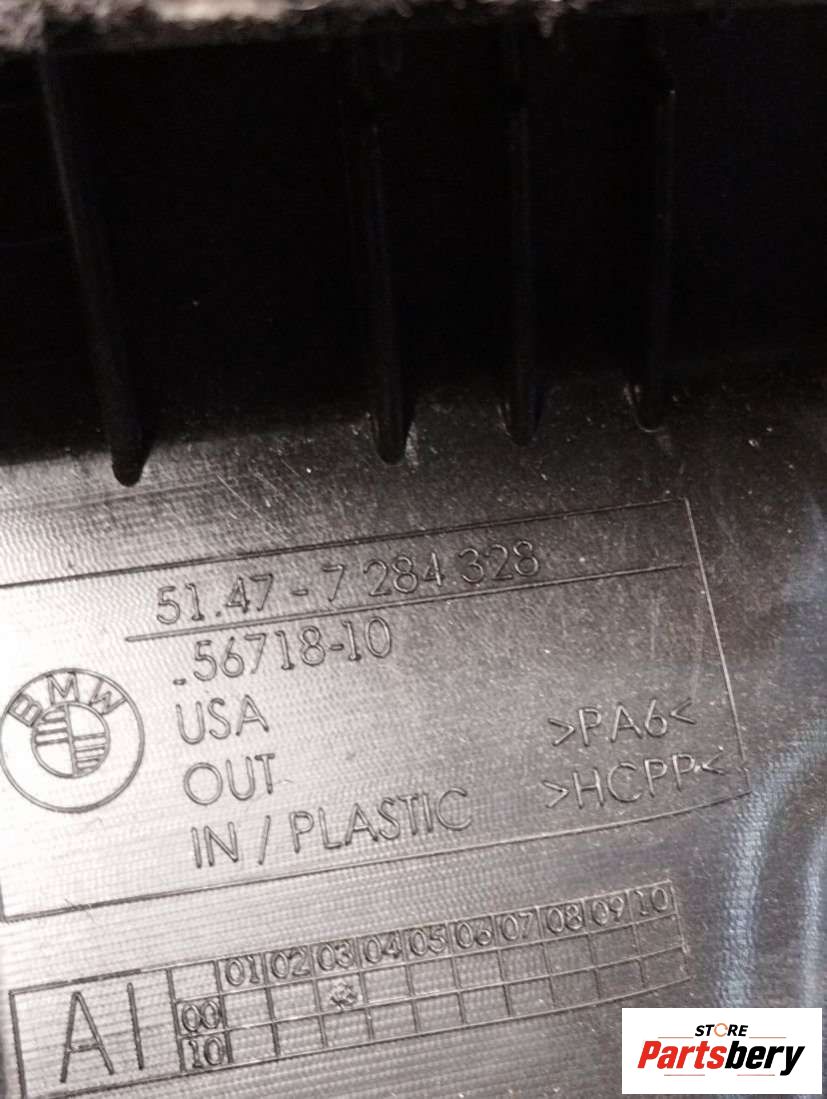 51.47 - 7 284 328
.56718-10
BMW
USA
>PA6<
OUT
>HCPP<
IN / PLASTIC
01 02 03 04 05 06 07 08 09 10
AI
00
10
STORE
Partsbery